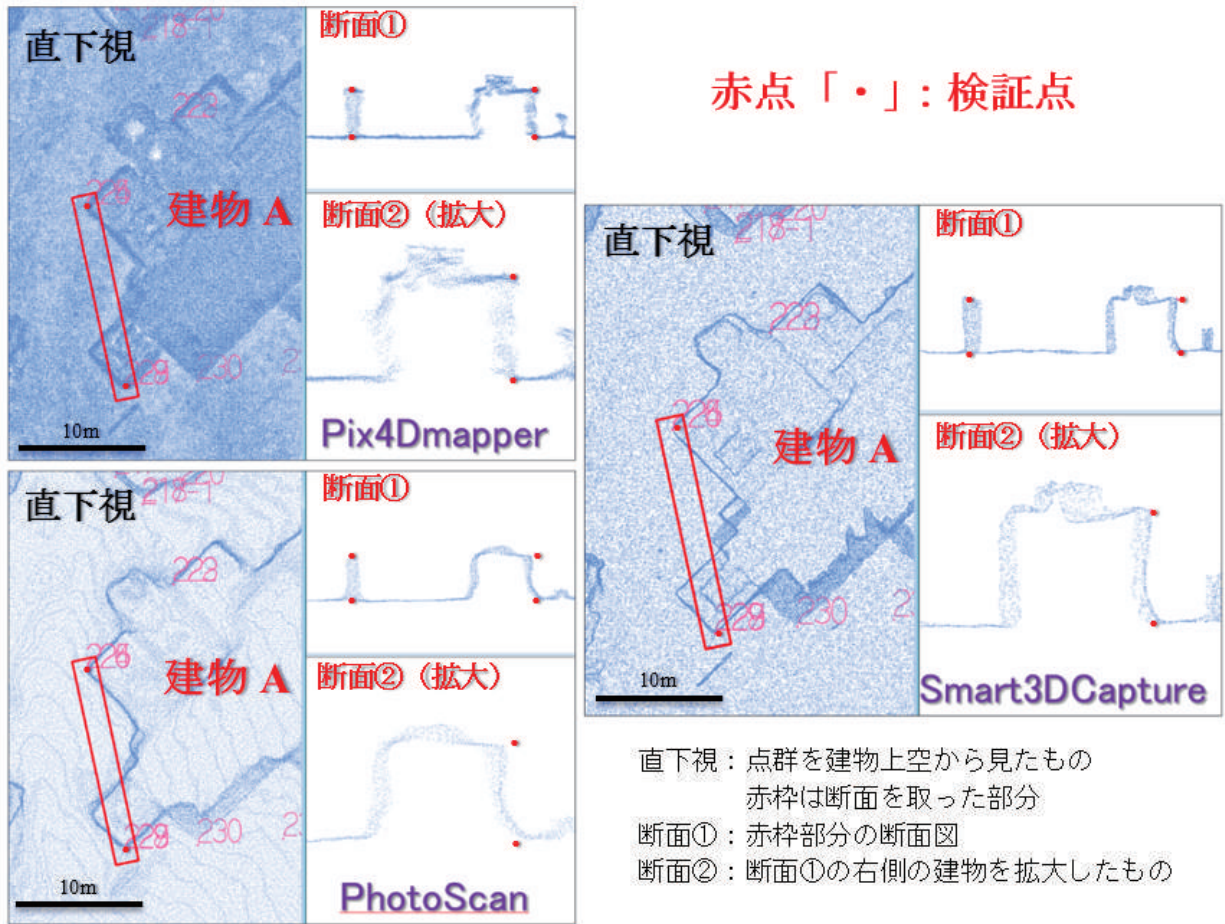 直下視
218-1
220
223
226
建物 A
229
230
10m
断面①
断面②（拡大）
Pix4Dmapper
赤点「・」：検証点
直下視
218-1
223
226
建物 A
229
230
10m
断面①
断面②（拡大）
Smart3DCapture
直下視
218-1
223
226
建物 A
229
230
10m
断面①
断面②（拡大）
PhotoScan
直下視：点群を建物上空から見たもの
赤枠は断面を取った部分
断面①：赤枠部分の断面図
断面②：断面①の右側の建物を拡大したもの